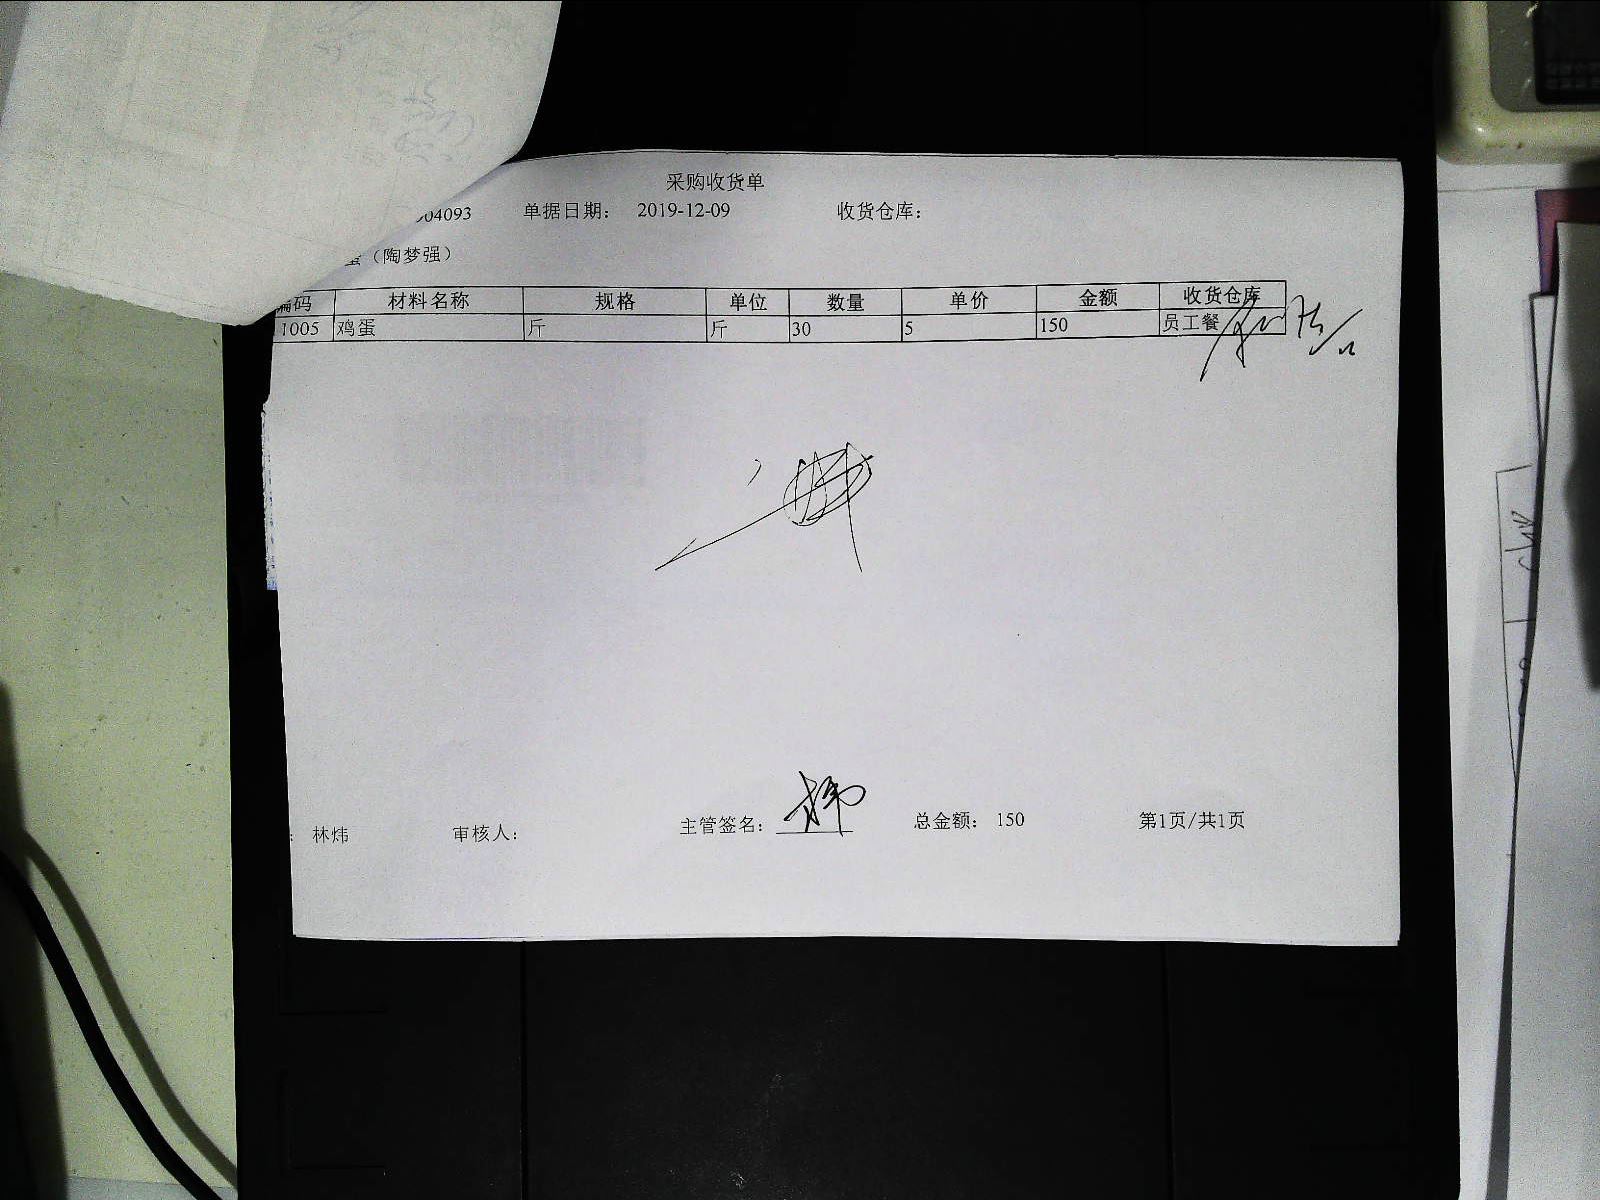 采购收货单
04093 单据日期： 2019-12-09 收货仓库：
蛋（陶梦强）
编码 材料名称 规格 单位 数量 单价 金额 收货仓库
1005 鸡蛋 斤 斤 30 5 150 员工餐
: 林炜 审核人： 主管签名： 总金额： 150 第1页/共1页